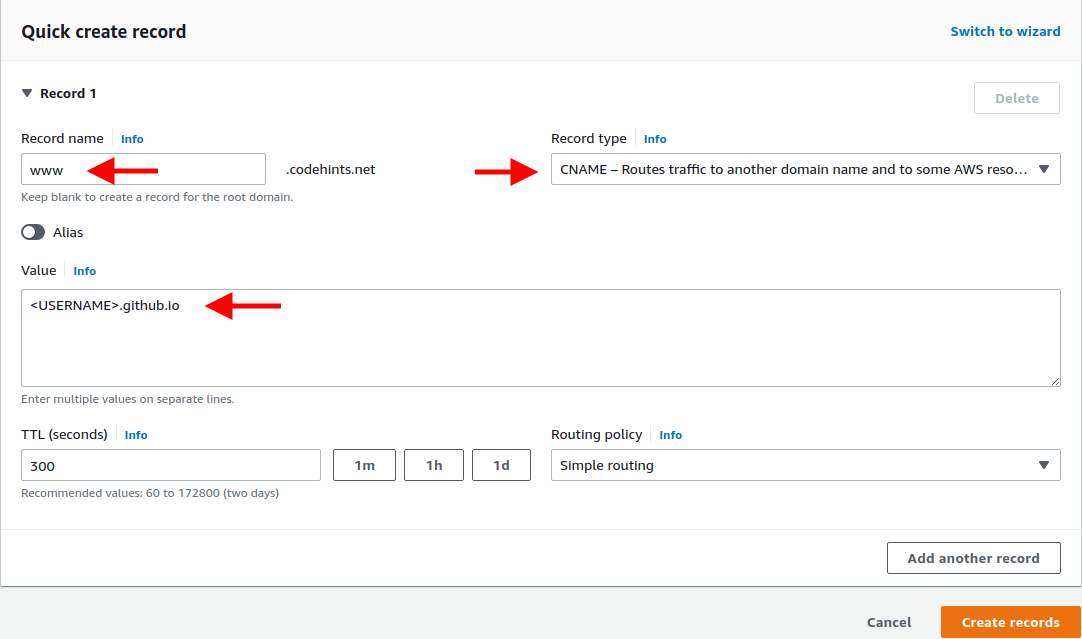 Quick create record
Switch to wizard
Record 1
Delete
Record name Info
Record type Info
www
.codehints.net
CNAME – Routes traffic to another domain name and to some AWS reso...
Keep blank to create a record for the root domain.
Alias
Value Info
<USERNAME>.github.io
Enter multiple values on separate lines.
TTL (seconds) Info
Routing policy Info
300
1m
1h
1d
Simple routing
Recommended values: 60 to 172800 (two days)
Add another record
Cancel
Create records